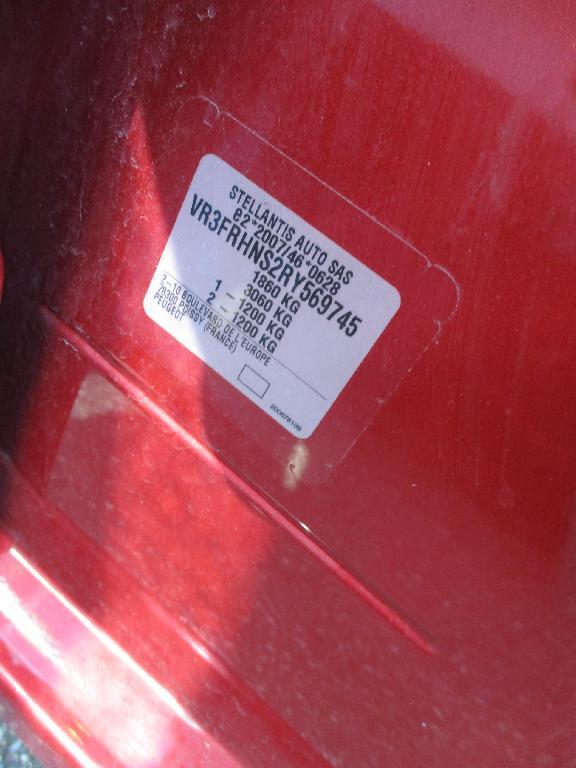 STELLANTIS AUTO SAS
e2*2007/46*0628
VR3FRHNS2RY569745
1860 KG
3060 KG
1 - 1200 KG
2 - 1200 KG
2-10 BOULEVARD DE L'EUROPE
78300 POISSY (FRANCE)
PEUGEOT